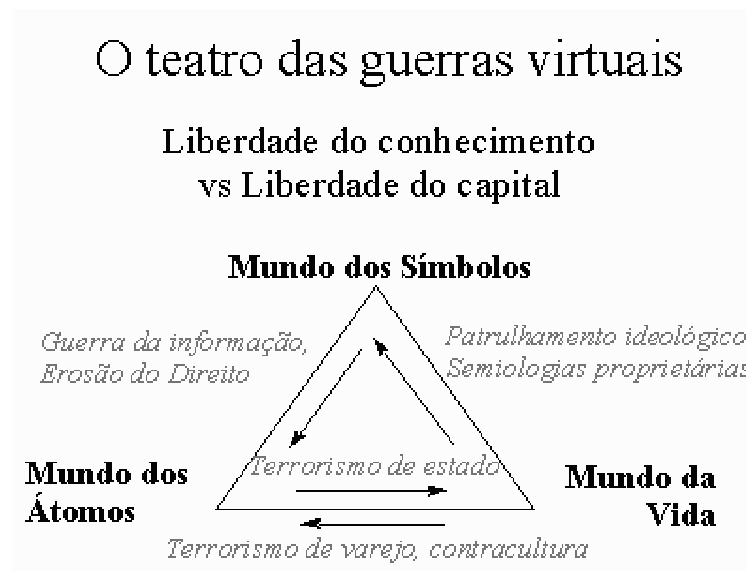 O teatro das guerras virtuais
Liberdade do conhecimento
vs Liberdade do capital
Mundo dos Símbolos
Guerra da informação,
Erosão do Direito
Patrulhamento ideológico
Semiologias proprietárias
Terrorismo de estado
Mundo dos
Átomos
Mundo da
Vida
Terrorismo de varejo, contracultura